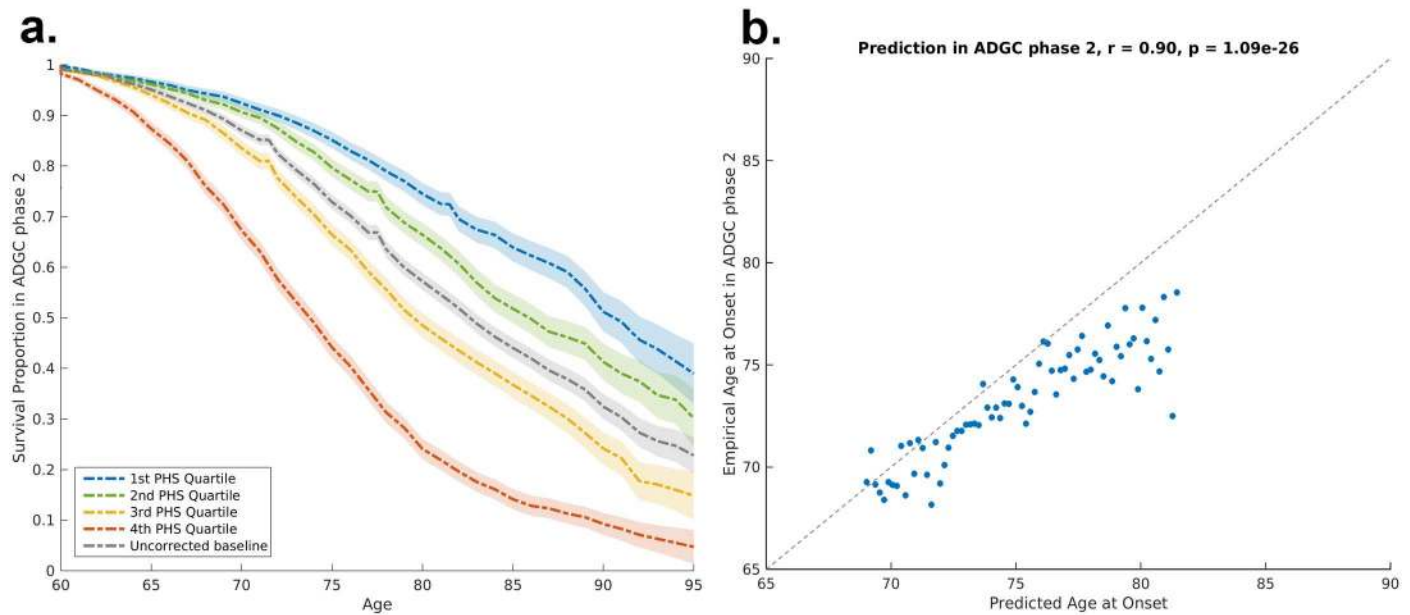 a.
Survival Proportion in ADGC phase 2
1
0.9
0.8
0.7
0.6
0.5
0.4
0.3
0.2
0.1
0
1st PHS Quartile
2nd PHS Quartile
3rd PHS Quartile
4th PHS Quartile
Uncorrected baseline
60 65 70 75 80 85 90 95
Age
b.
Prediction in ADGC phase 2, r = 0.90, p = 1.09e-26
Empirical Age at Onset in ADGC phase 2
90
85
80
75
70
65
65 70 75 80 85 90
Predicted Age at Onset